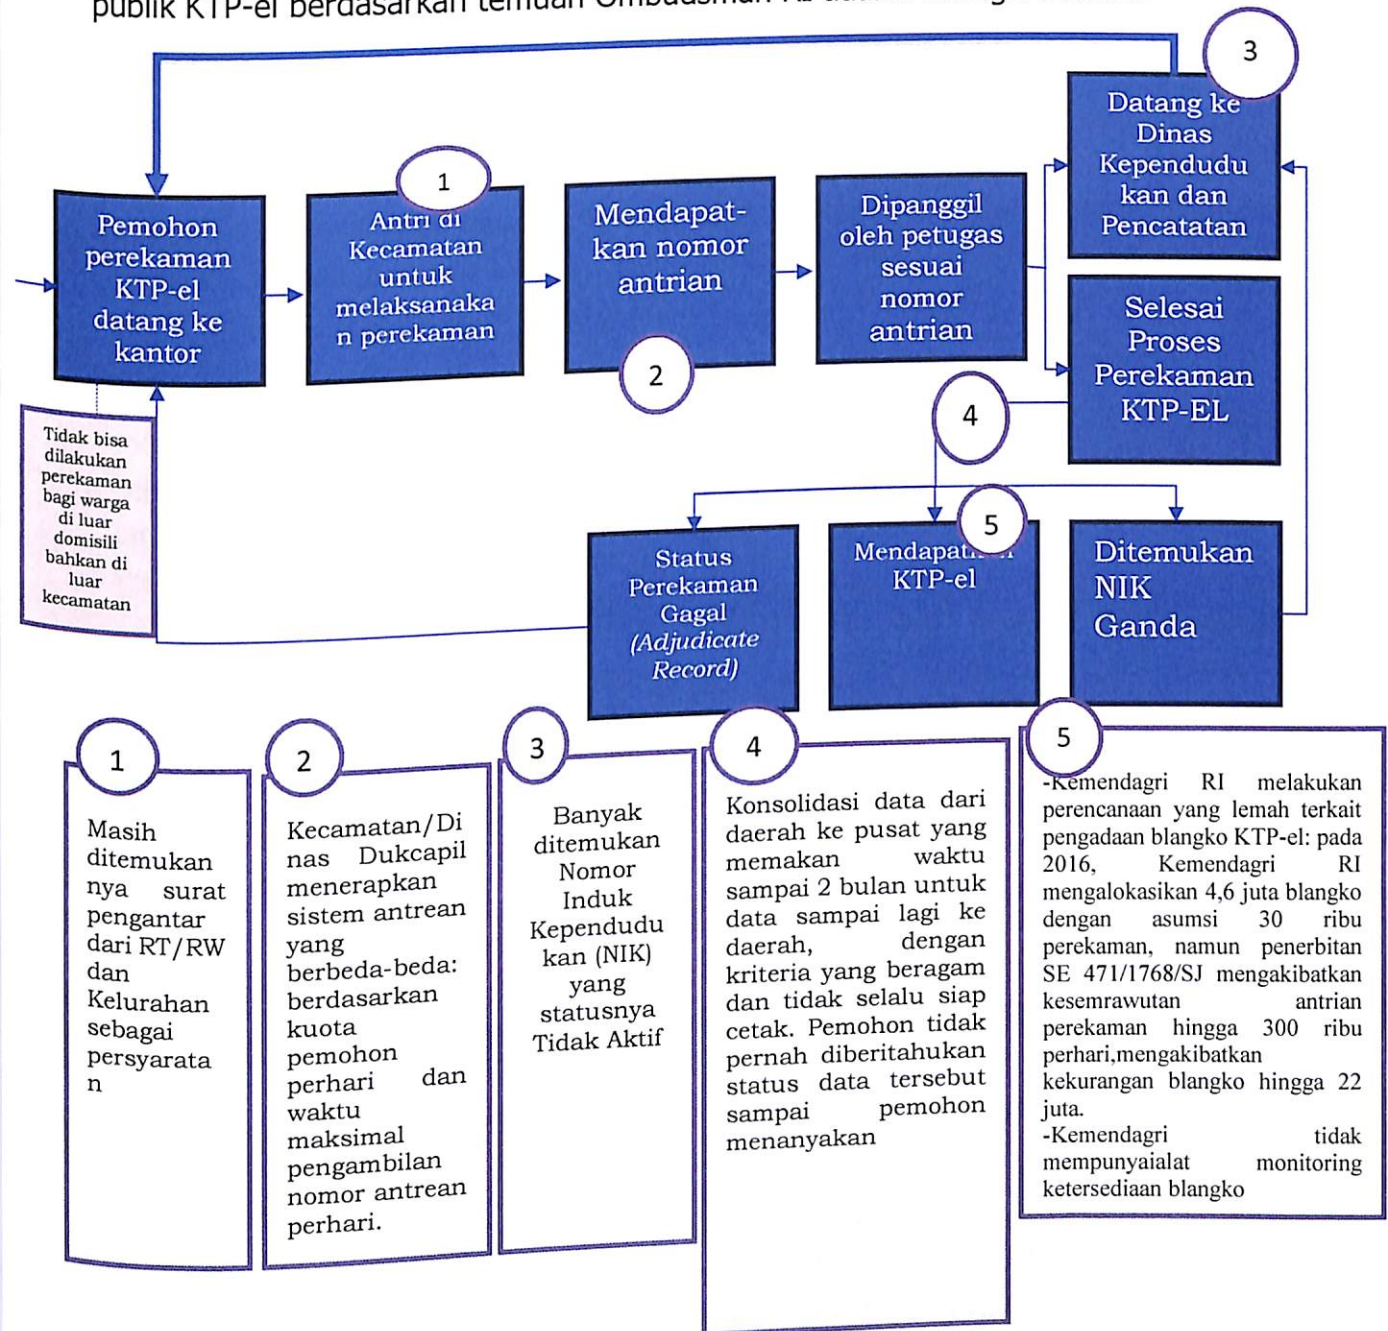 publik KTP-el berdasarkan temuan Ombudsman RI
3
Datang ke
Dinas
Kependudu
kan dan
Pencatatan
Pemohon
perekaman
KTP-el
datang ke
kantor
1
Antri di
Kecamatan
untuk
melaksanaka
n perekaman
Mendapat-
kan nomor
antrian
2
Dipanggil
oleh petugas
sesuai
nomor
antrian
Selesai
Proses
Perekaman
KTP-EL
4
Tidak bisa
dilakukan
perekaman
bagi warga
di luar
domisili
bahkan di
luar
kecamatan
Status
Perekaman
Gagal
(Adjudicate
Record)
5
KTP-el
Ditemukan
NIK
Ganda
1
Masih
ditemukan
nya surat
pengantar
dari RT/RW
dan
Kelurahan
sebagai
persyarata
n
2
Kecamatan/Di
nas Dukcapil
menerapkan
sistem antrean
yang
berbeda-beda:
berdasarkan
kuota
pemohon
perhari dan
waktu
maksimal
pengambilan
nomor antrean
perhari.
3
Banyak
ditemukan
Nomor
Induk
Kependudu
kan (NIK)
yang
statusnya
Tidak Aktif
4
Konsolidasi data dari
daerah ke pusat yang
memakan waktu
sampai 2 bulan untuk
data sampai lagi ke
daerah, dengan
kriteria yang beragam
dan tidak selalu siap
cetak. Pemohon tidak
pernah diberitahukan
status data tersebut
sampai pemohon
menanyakan
5
-Kemendagri RI melakukan
perencanaan yang lemah terkait
pengadaan blangko KTP-el: pada
2016, Kemendagri RI
mengalokasikan 4,6 juta blangko
dengan asumsi 30 ribu
perekaman, namun penerbitan
SE 471/1768/SJ mengakibatkan
kesemrawutan antrian
perekaman hingga 300 ribu
perhari,mengakibatkan
kekurangan blangko hingga 22
juta.
-Kemendagri tidak
mempunyaialat monitoring
ketersediaan blangko